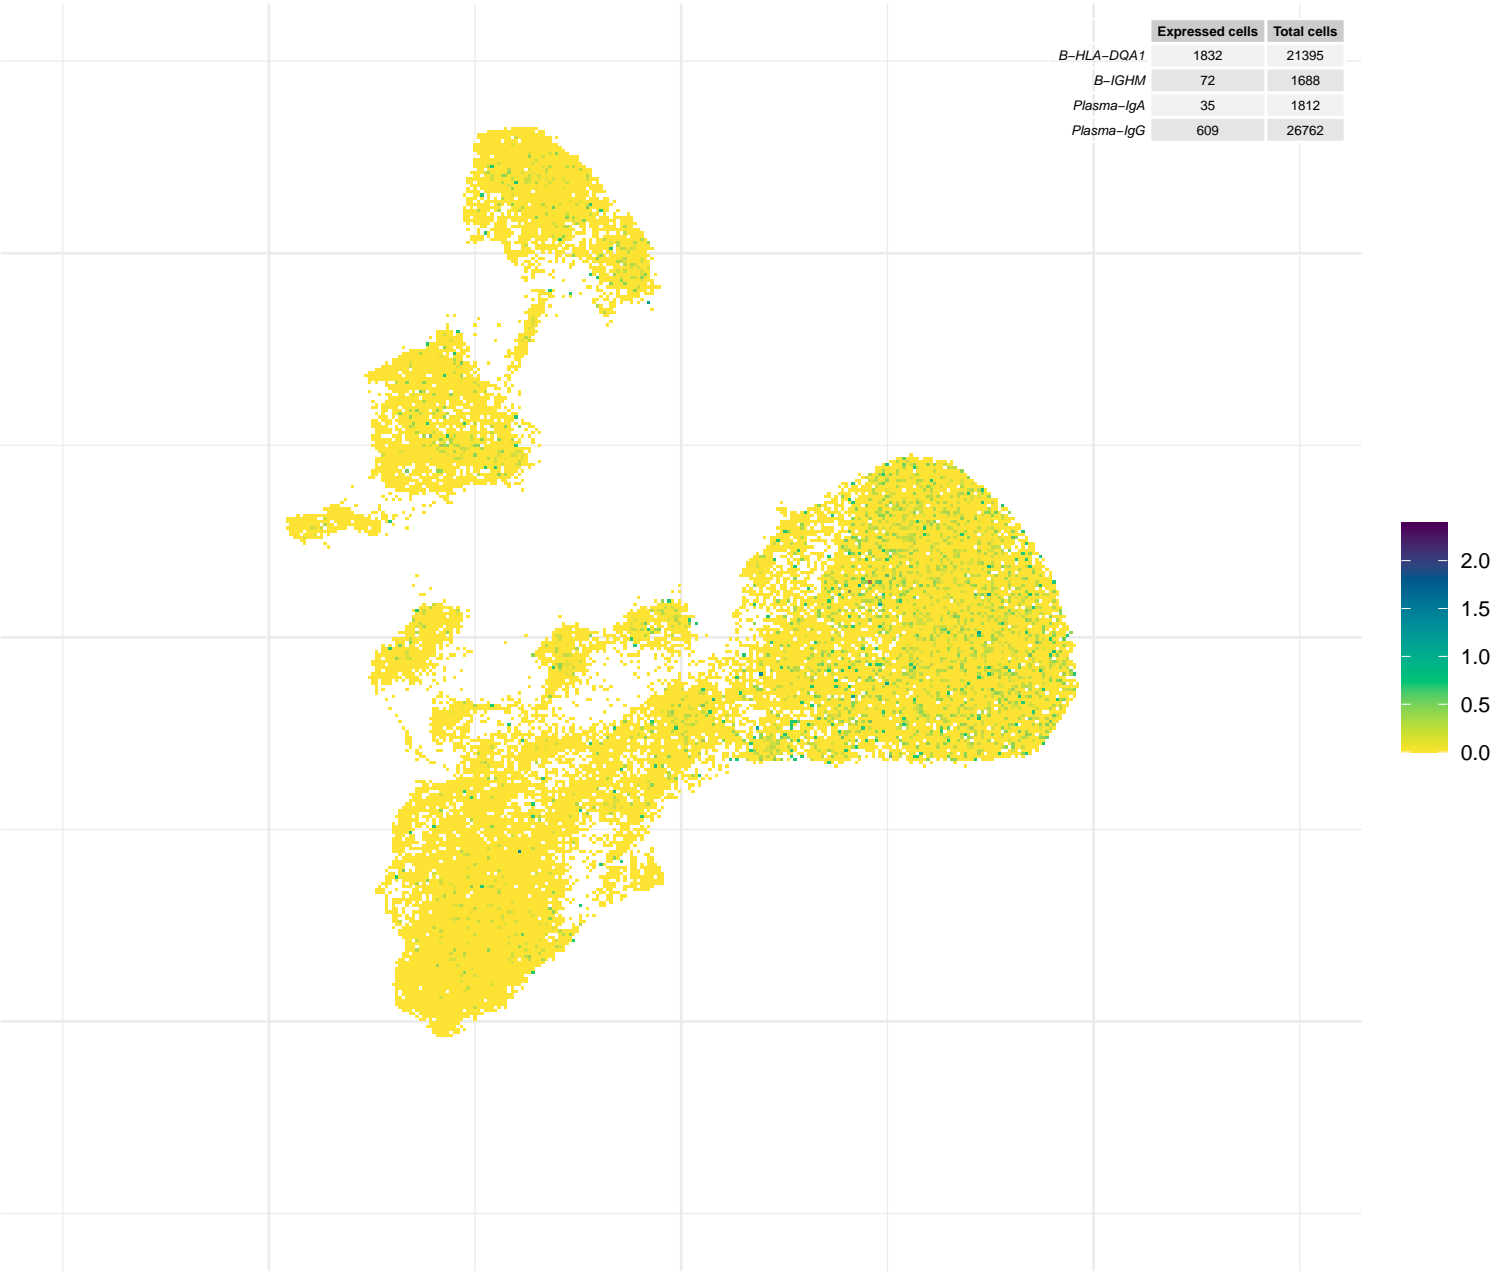 Expressed cells Total cells
B−HLA−DQA1 1832 21395
B−IGHM 72 1688
Plasma−IgA 35 1812
Plasma−IgG 609 26762
2.0
1.5
1.0
0.5
0.0